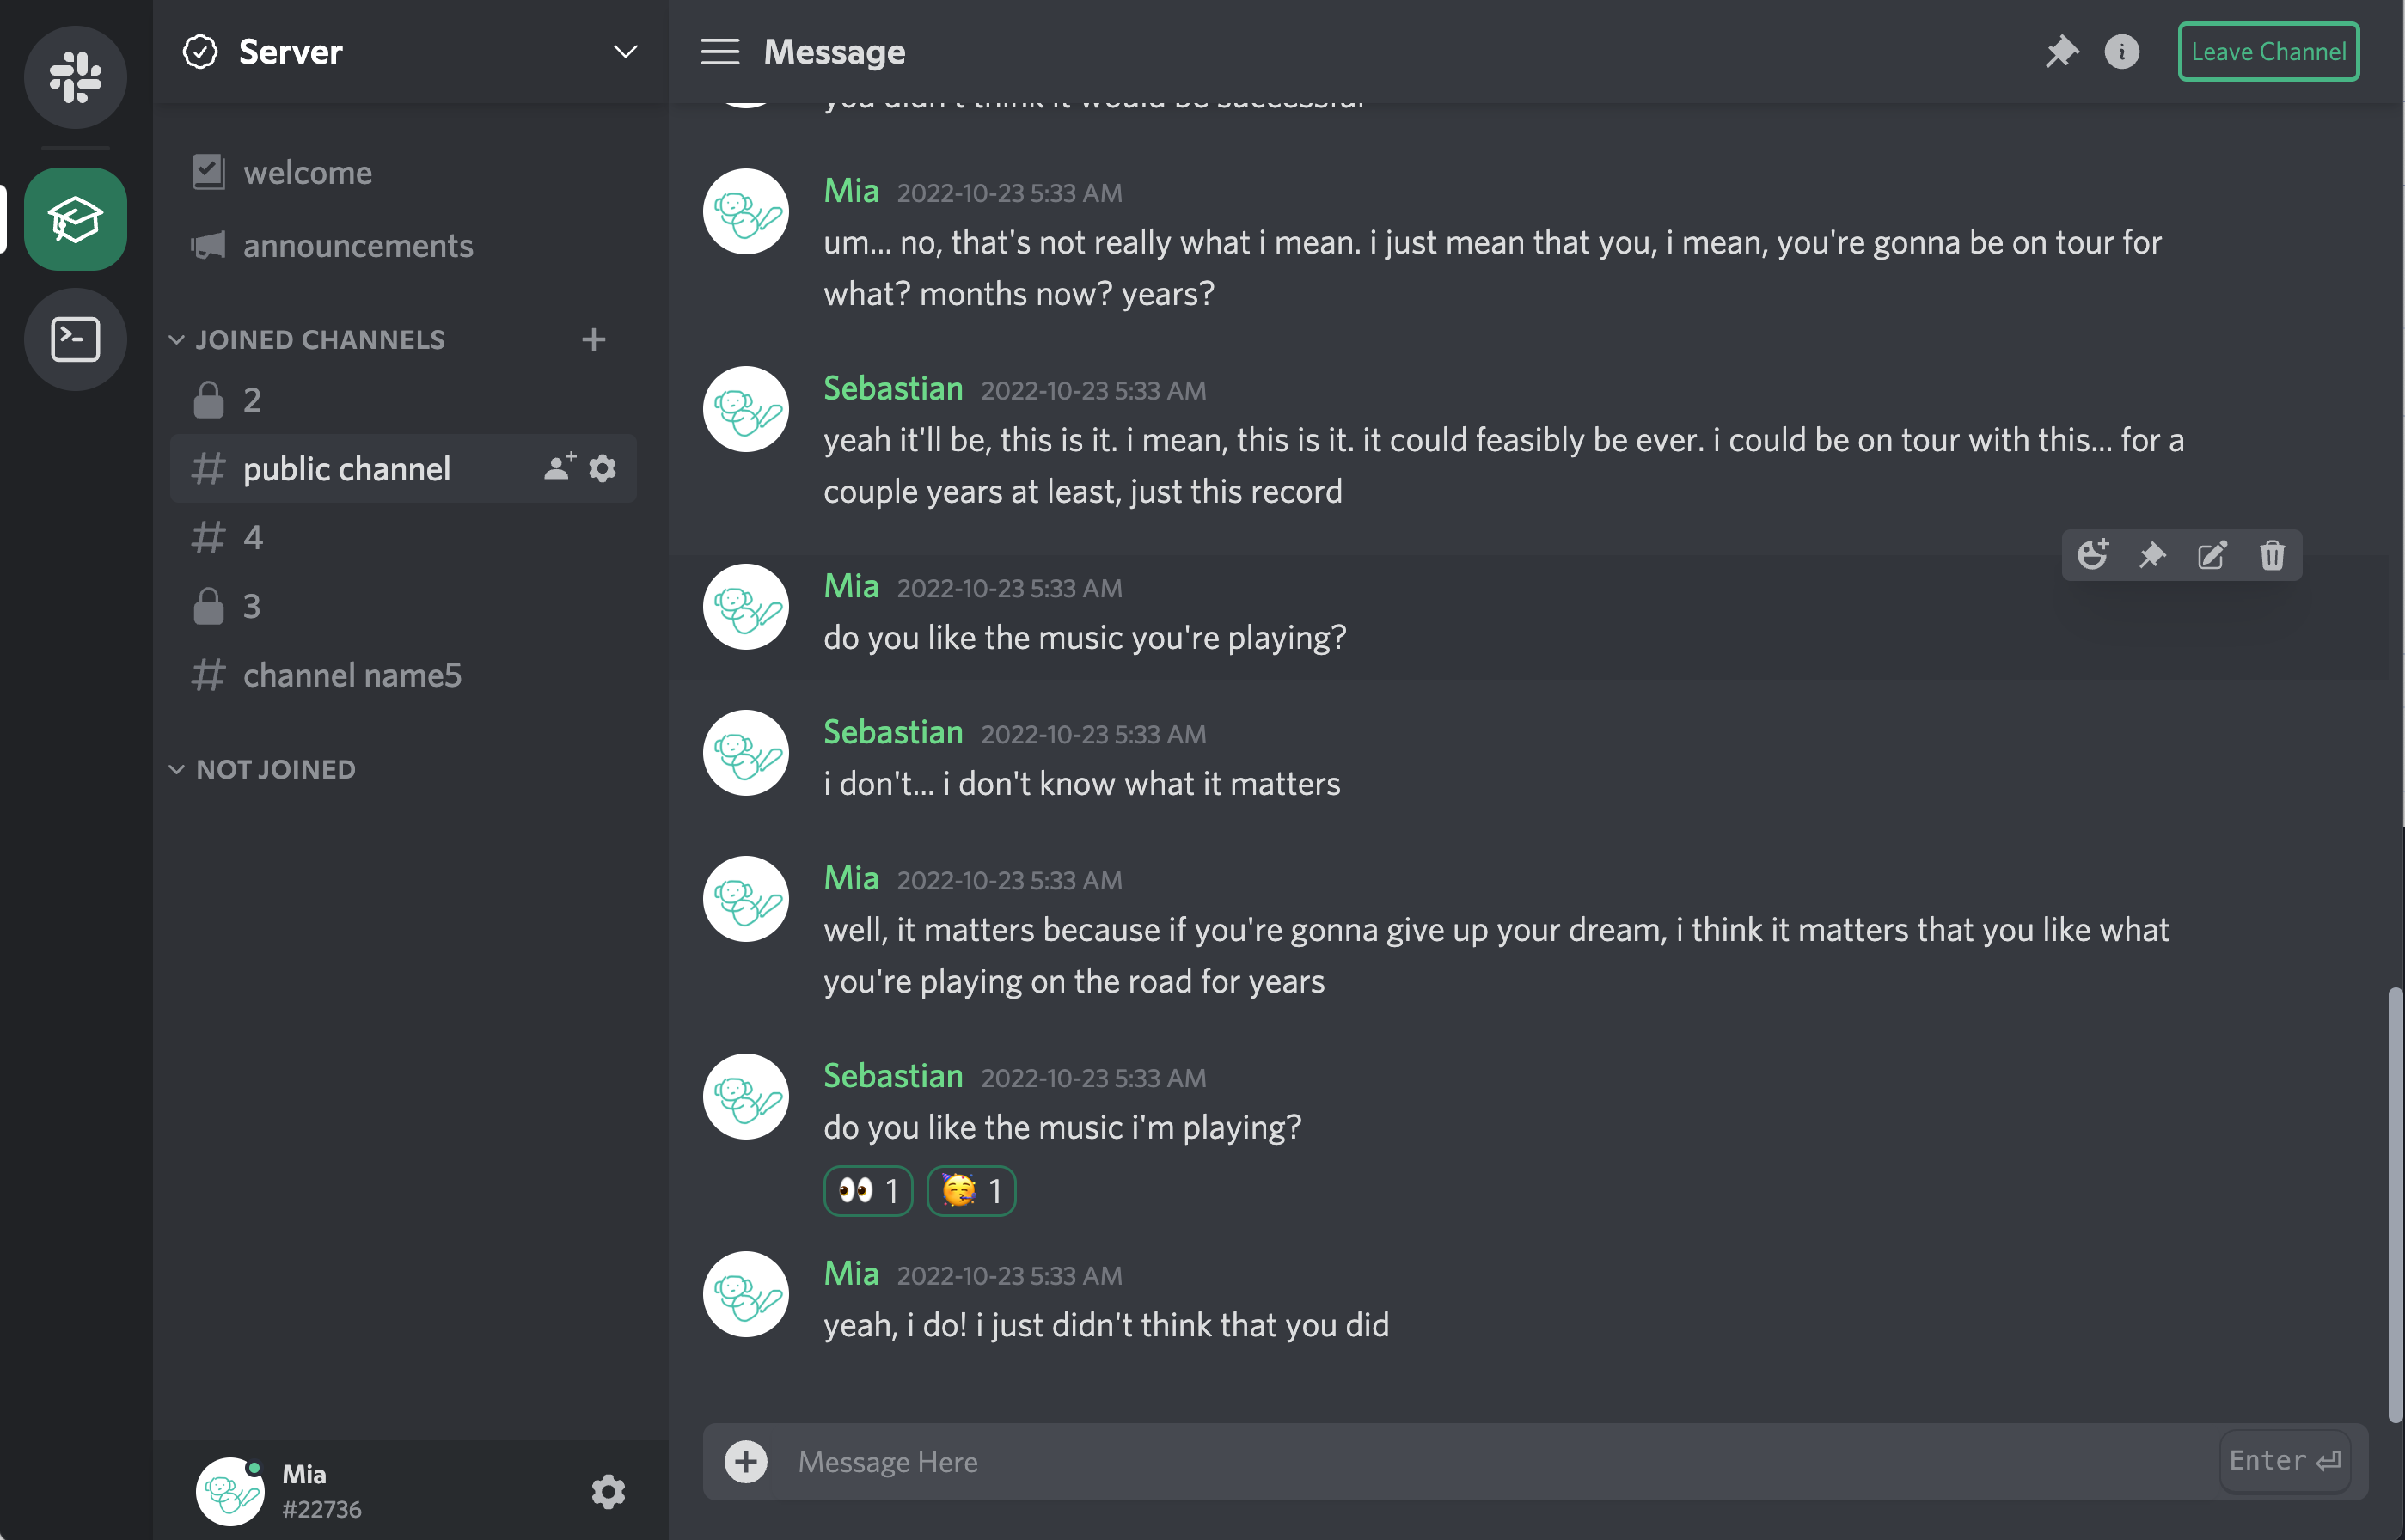 Server
Message
Leave Channel
welcome
announcements
JOINED CHANNELS
2
public channel
4
3
channel name5
NOT JOINED
Mia
#22736
you didn't think it would be successful
Mia 2022-10-23 5:33 AM
um... no, that's not really what i mean. i just mean that you, i mean, you're gonna be on tour for
what? months now? years?
Sebastian 2022-10-23 5:33 AM
yeah it'll be, this is it. i mean, this is it. it could feasibly be ever. i could be on tour with this... for a
couple years at least, just this record
Mia 2022-10-23 5:33 AM
do you like the music you're playing?
Sebastian 2022-10-23 5:33 AM
i don't... i don't know what it matters
Mia 2022-10-23 5:33 AM
well, it matters because if you're gonna give up your dream, i think it matters that you like what
you're playing on the road for years
Sebastian 2022-10-23 5:33 AM
do you like the music i'm playing?
👀 1 🥳 1
Mia 2022-10-23 5:33 AM
yeah, i do! i just didn't think that you did
Message Here
Enter ⏎